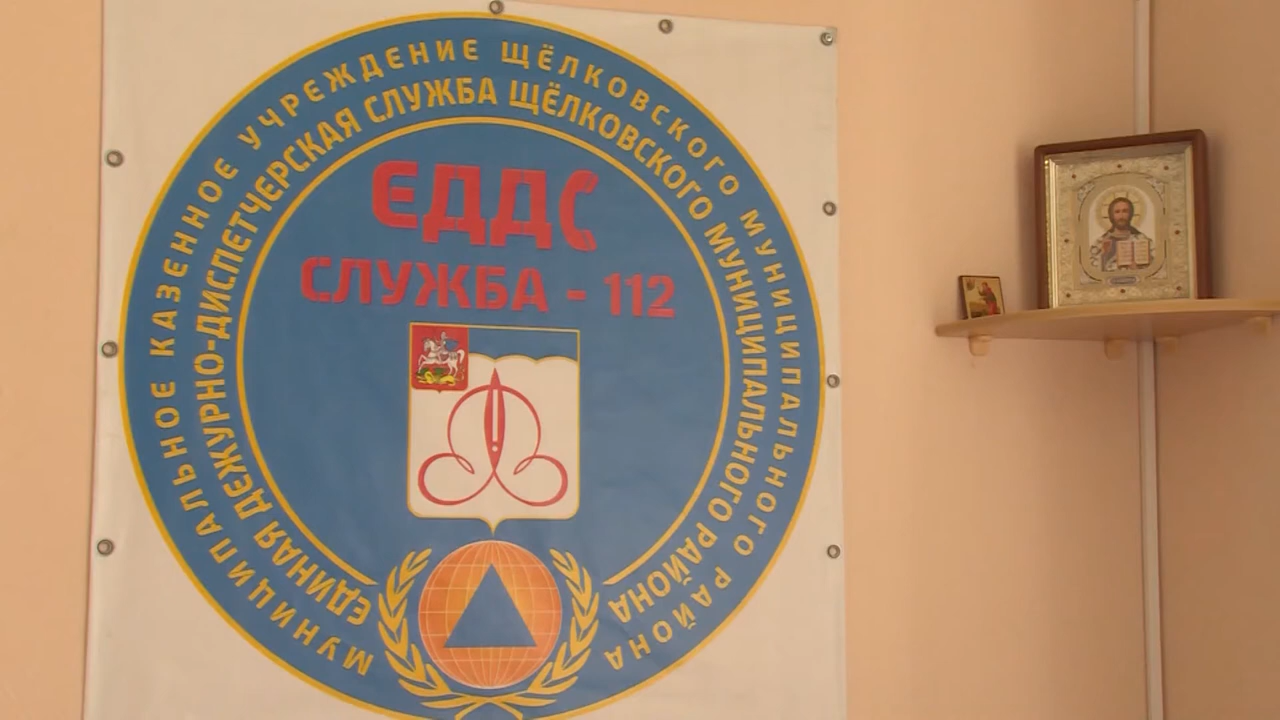 МУНИЦИПАЛЬНОЕ КАЗЕННОЕ УЧРЕЖДЕНИЕ ЩЁЛКОВСКОГО МУНИЦИПАЛЬНОГО РАЙОНА
ЕДИНАЯ ДЕЖУРНО-ДИСПЕТЧЕРСКАЯ СЛУЖБА ЩЁЛКОВСКОГО МУНИЦИПАЛЬНОГО РАЙОНА
ЕДДС
СЛУЖБА - 112